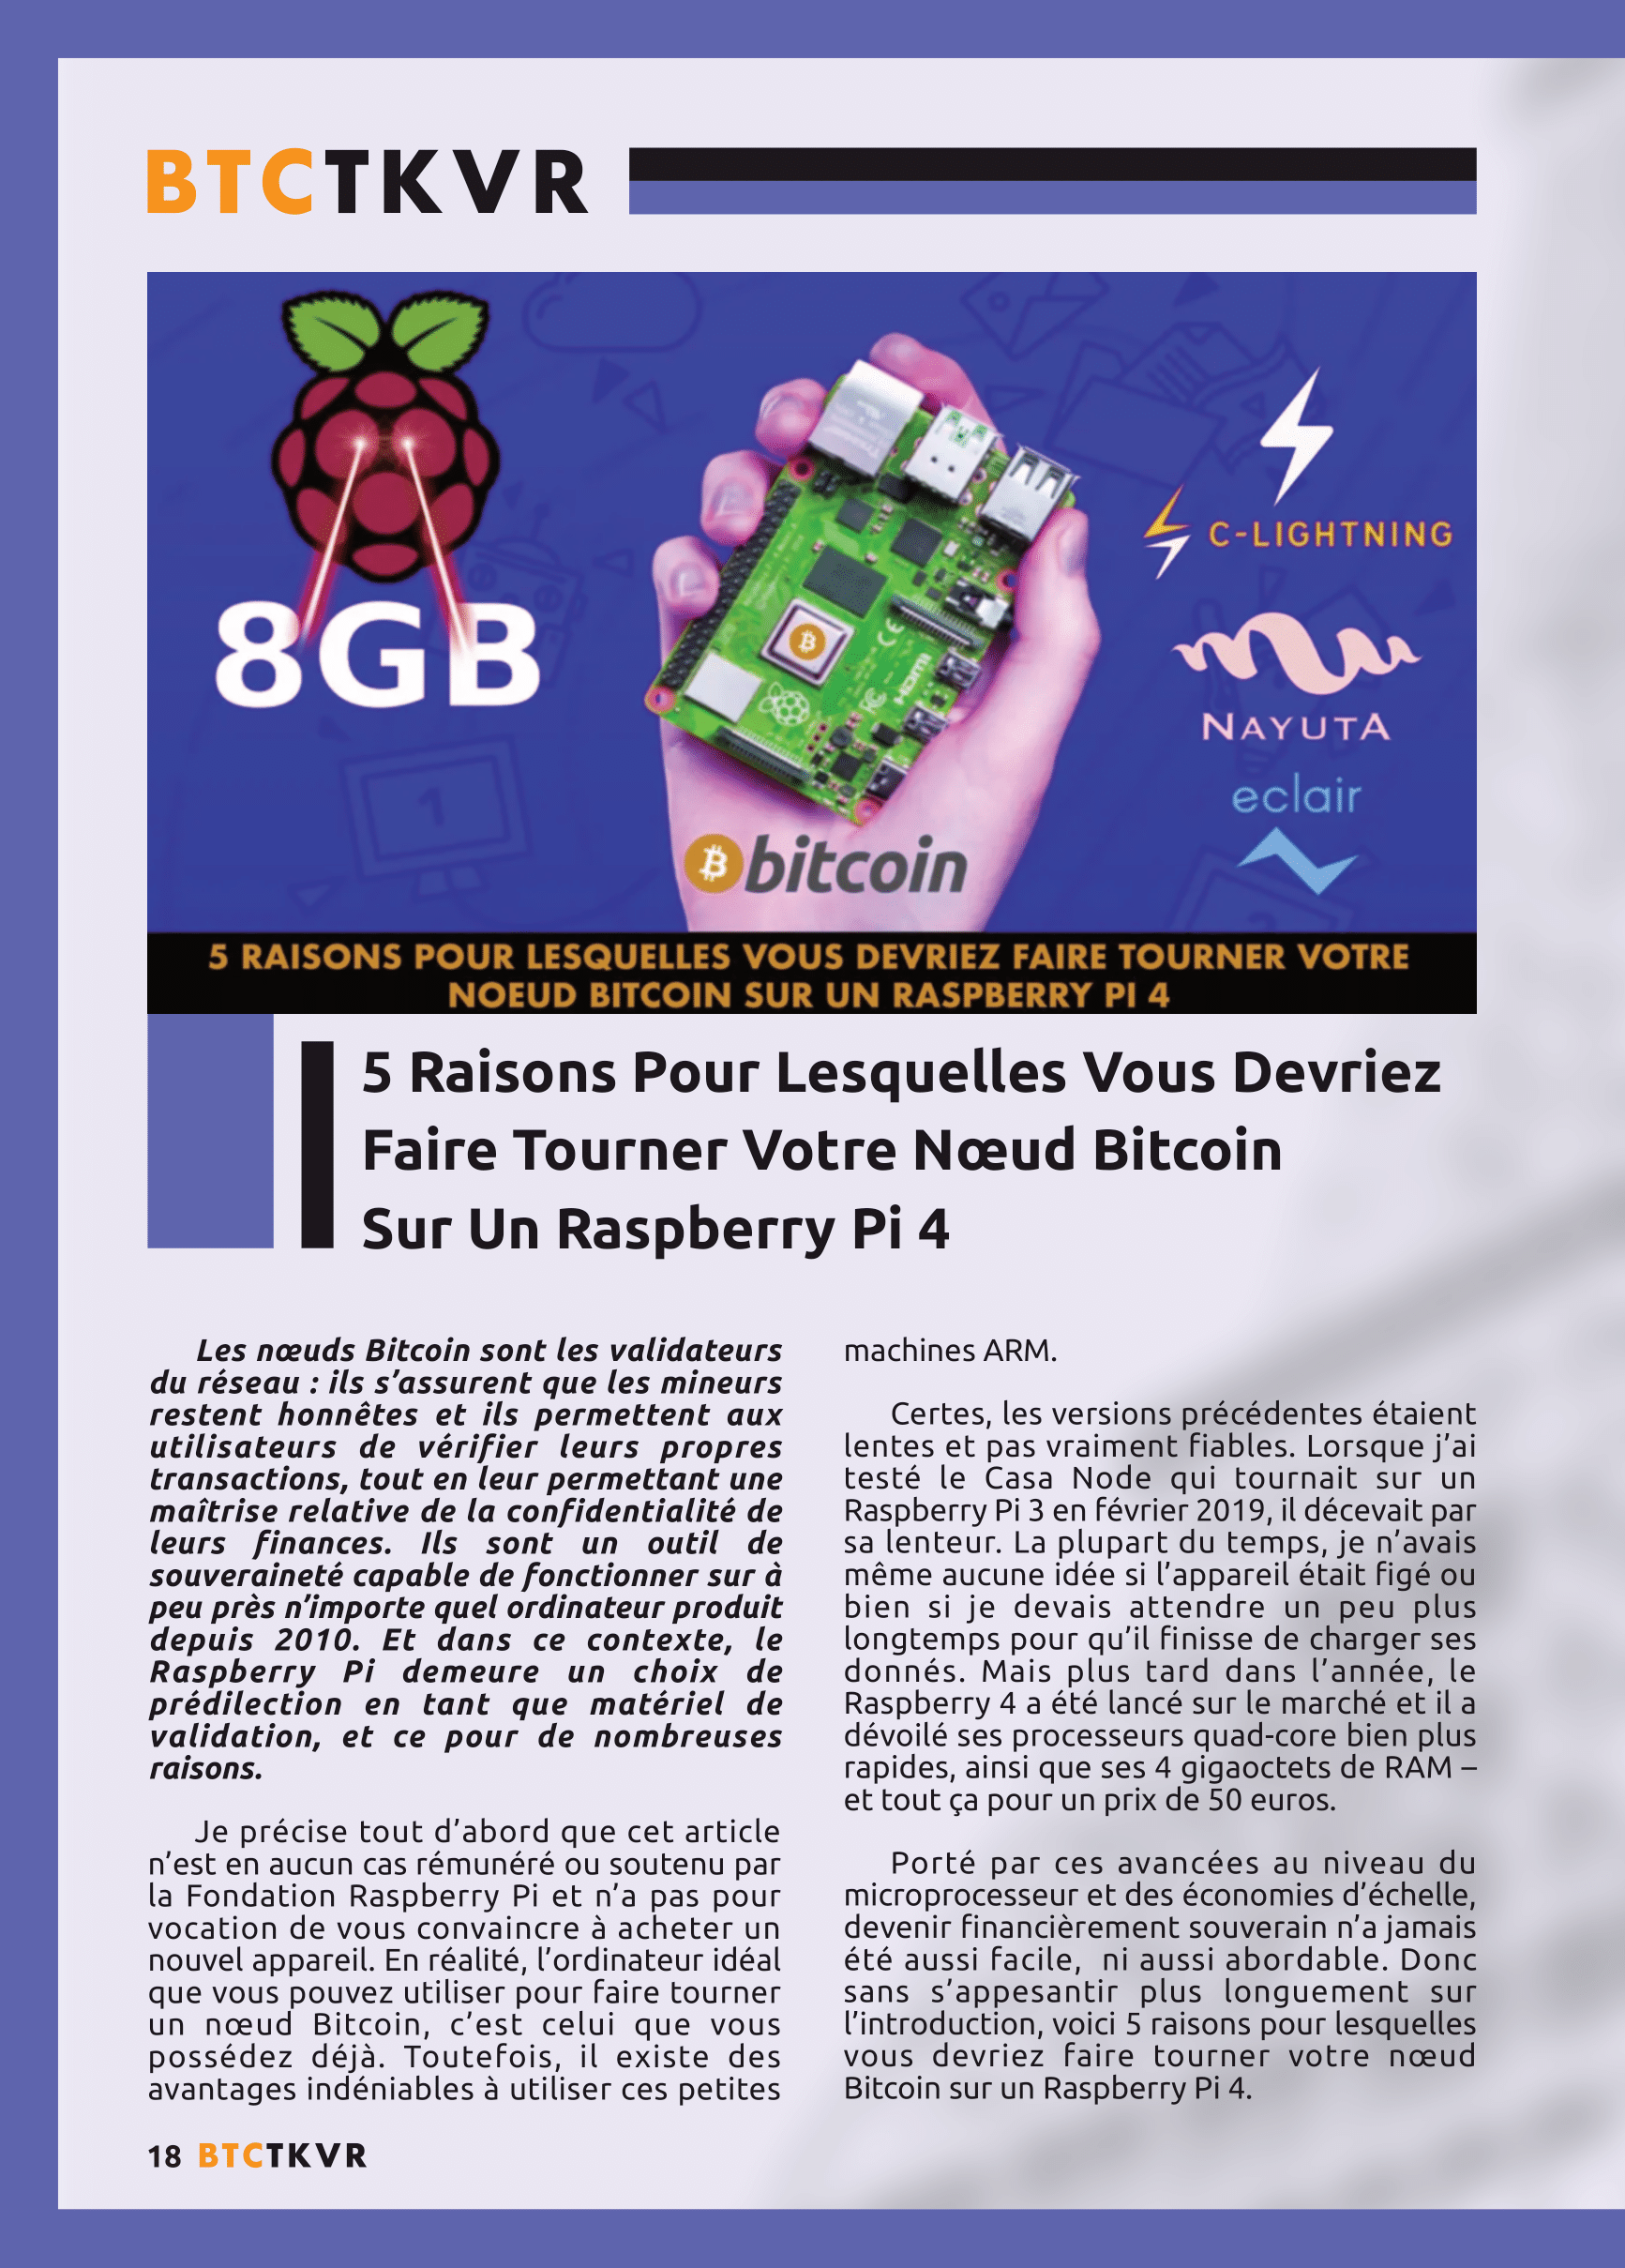 BTCTKVR
8GB
C-LIGHTNING
NAYUTA
eclair
HDMI
1
bitcoin
5 RAISONS POUR LESQUELLES VOUS DEVRIEZ FAIRE TOURNER VOTRE
NOEUD BITCOIN SUR UN RASPBERRY PI 4
5 Raisons Pour Lesquelles Vous Devriez
Faire Tourner Votre Nœud Bitcoin
Sur Un Raspberry Pi 4
Les nœuds Bitcoin sont les validateurs
du réseau : ils s’assurent que les mineurs
restent honnêtes et ils permettent aux
utilisateurs de vérifier leurs propres
transactions, tout en leur permettant une
maîtrise relative de la confidentialité de
leurs finances. Ils sont un outil de
souveraineté capable de fonctionner sur à
peu près n’importe quel ordinateur produit
depuis 2010. Et dans ce contexte, le
Raspberry Pi demeure un choix de
prédilection en tant que matériel de
validation, et ce pour de nombreuses
raisons.
Je précise tout d’abord que cet article
n’est en aucun cas rémunéré ou soutenu par
la Fondation Raspberry Pi et n’a pas pour
vocation de vous convaincre à acheter un
nouvel appareil. En réalité, l’ordinateur idéal
que vous pouvez utiliser pour faire tourner
un nœud Bitcoin, c’est celui que vous
possédez déjà. Toutefois, il existe des
avantages indéniables à utiliser ces petites
machines ARM.
Certes, les versions précédentes étaient
lentes et pas vraiment fiables. Lorsque j’ai
testé le Casa Node qui tournait sur un
Raspberry Pi 3 en février 2019, il décevait par
sa lenteur. La plupart du temps, je n’avais
même aucune idée si l’appareil était figé ou
bien si je devais attendre un peu plus
longtemps pour qu’il finisse de charger ses
donnés. Mais plus tard dans l’année, le
Raspberry 4 a été lancé sur le marché et il a
dévoilé ses processeurs quad-core bien plus
rapides, ainsi que ses 4 gigaoctets de RAM –
et tout ça pour un prix de 50 euros.
Porté par ces avancées au niveau du
microprocesseur et des économies d’échelle,
devenir financièrement souverain n’a jamais
été aussi facile, ni aussi abordable. Donc
sans s’appesantir plus longuement sur
l’introduction, voici 5 raisons pour lesquelles
vous devriez faire tourner votre nœud
Bitcoin sur un Raspberry Pi 4.
18 BTCTKVR